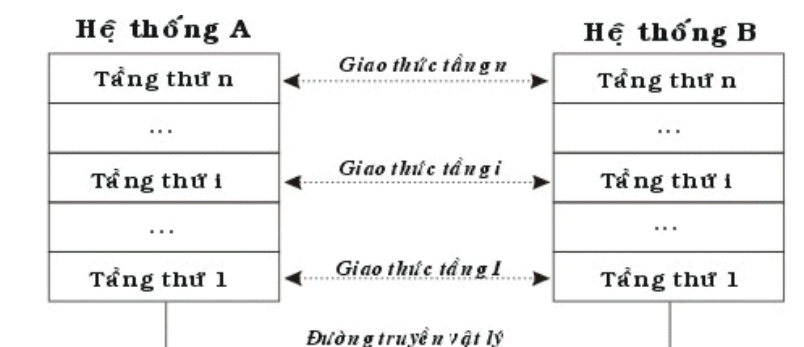 Hệ thống A
Hệ thống B
Tầng thứ n
Giao thức tầng n
Tầng thứ n
...
...
Tầng thứ i
Giao thức tầng i
Tầng thứ i
...
...
Tầng thứ 1
Giao thức tầng 1
Tầng thứ 1
Đường truyền vật lý